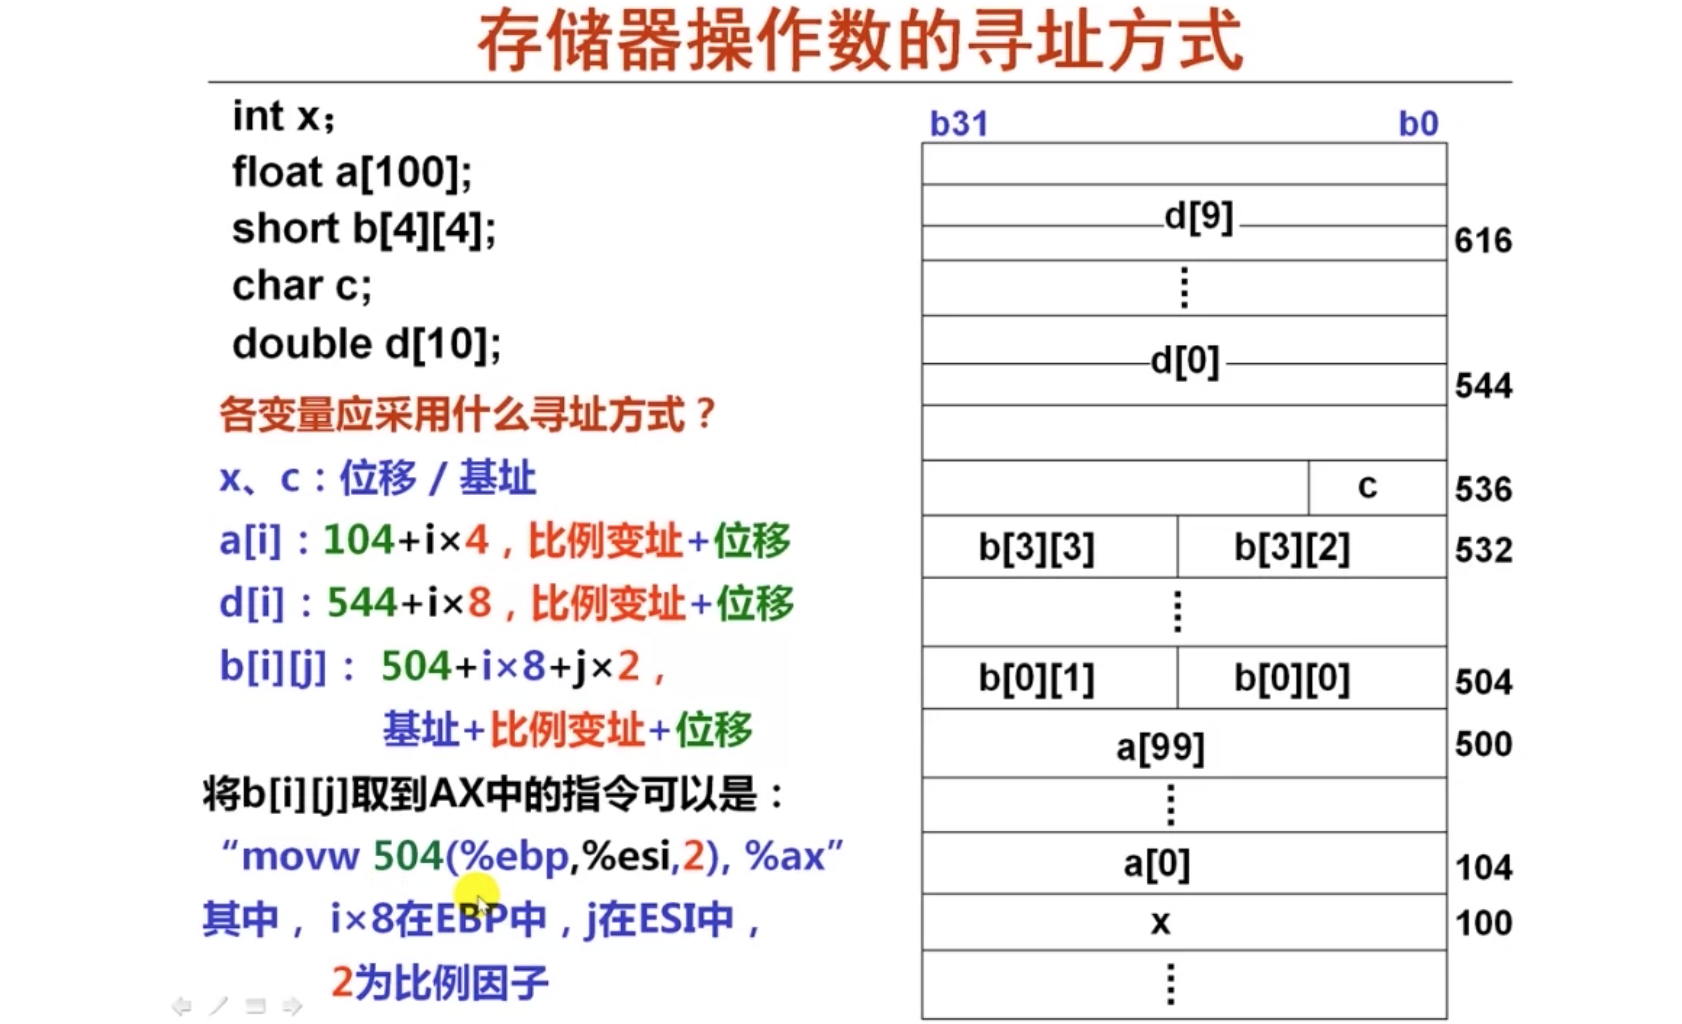 存储器操作数的寻址方式
int x；
float a[100];
short b[4][4];
char c;
double d[10];
各变量应采用什么寻址方式？
x、c：位移 / 基址
a[i]：104+i×4，比例变址+位移
d[i]：544+i×8，比例变址+位移
b[i][j]： 504+i×8+j×2，
基址+比例变址+位移
将b[i][j]取到AX中的指令可以是：
“movw 504(%ebp,%esi,2), %ax”
其中， i×8在EBP中，j在ESI中，
2为比例因子
b31 b0
d[9] 616
d[0] 544
c 536
b[3][3] b[3][2] 532
b[0][1] b[0][0] 504
a[99] 500
a[0] 104
x 100